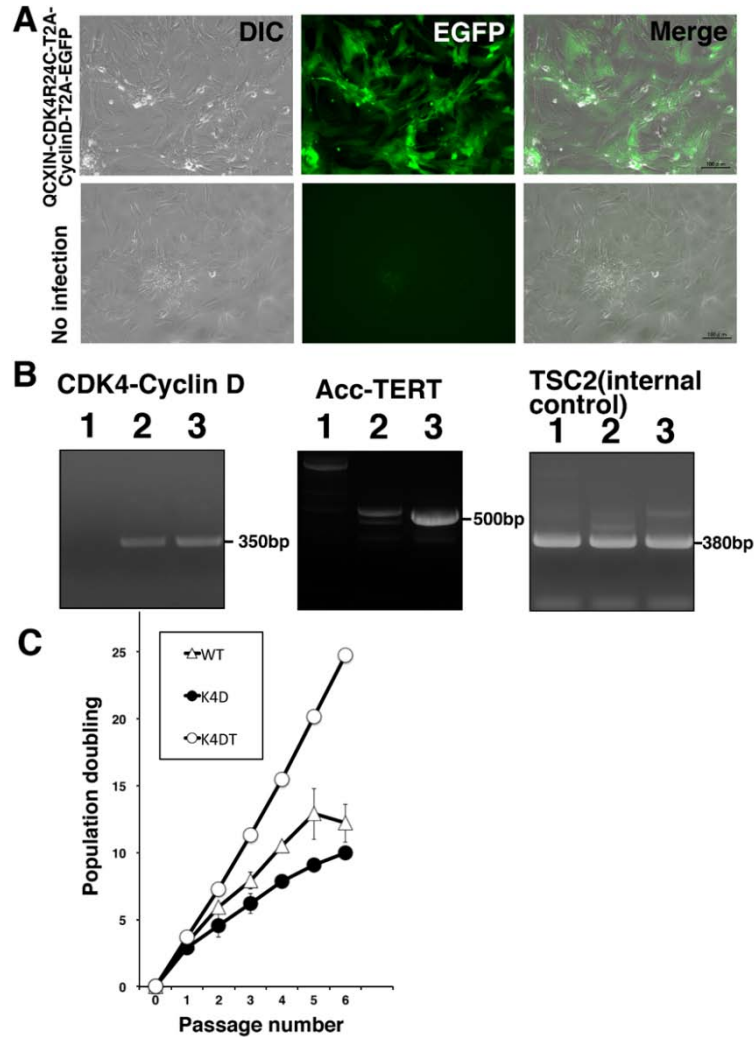 A
QCXIN-CDK4R24C-T2A-
CyclinD-T2A-EGFP
DIC
EGFP
Merge
No infection
B
CDK4-Cyclin D
1 2 3
350bp
Acc-TERT
1 2 3
500bp
TSC2(internal
control)
1 2 3
380bp
C
WT
K4D
K4DT
Population doubling
25
20
15
10
5
0
0 1 2 3 4 5 6
Passage number